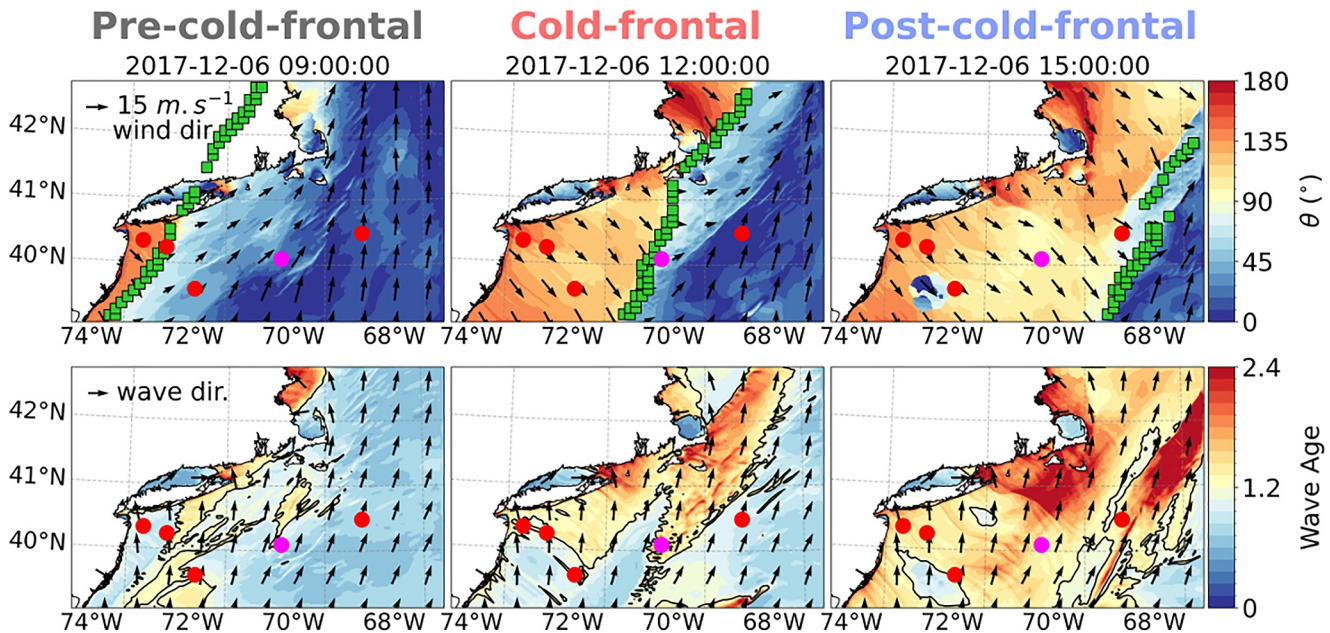 Pre-cold-frontal Cold-frontal Post-cold-frontal
2017-12-06 09:00:00 2017-12-06 12:00:00 2017-12-06 15:00:00
15 m.s⁻¹
wind dir.
42°N
41°N
40°N
74°W 72°W 70°W 68°W 74°W 72°W 70°W 68°W 74°W 72°W 70°W 68°W
180
135
90
45
0
θ (°)
wave dir.
42°N
41°N
40°N
74°W 72°W 70°W 68°W 74°W 72°W 70°W 68°W 74°W 72°W 70°W 68°W
2.4
1.2
0
Wave Age